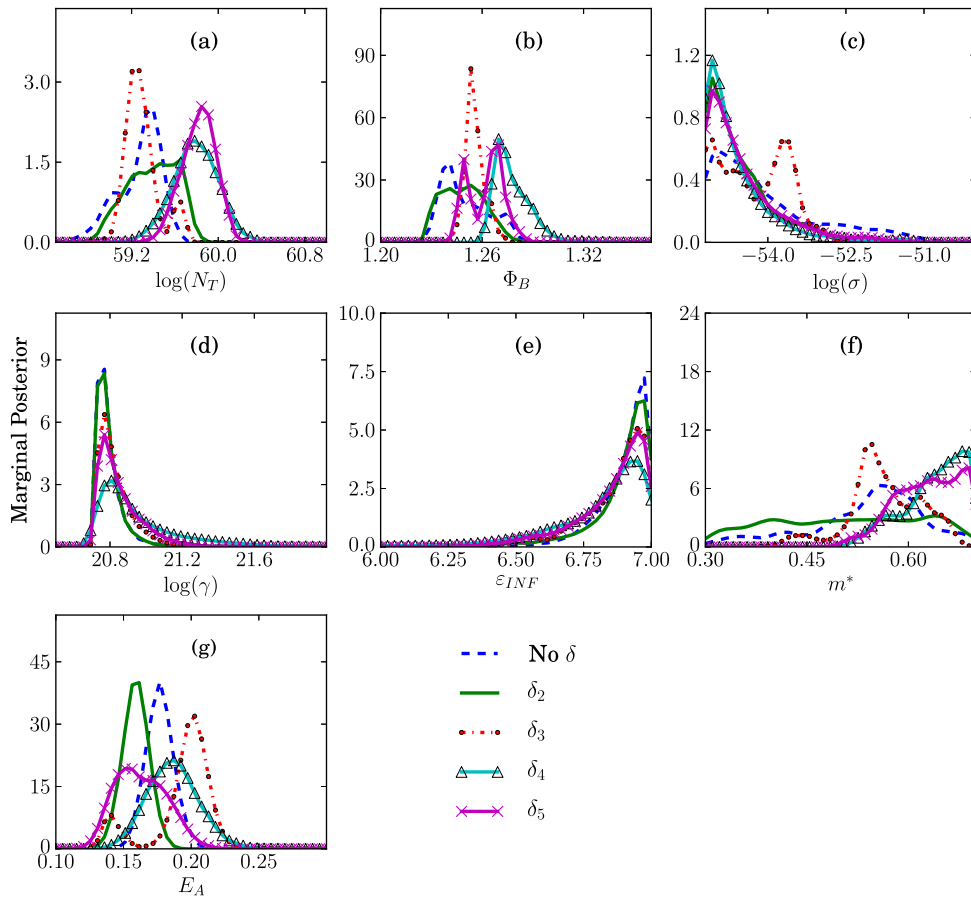 (a) (b) (c)
3.0 1.5 0.0
59.2 60.0 60.8
log(N_T)
90 60 30 0
1.20 1.26 1.32
Φ_B
1.2 0.8 0.4 0.0
−54.0 −52.5 −51.0
log(σ)
Marginal Posterior
(d) (e) (f)
9 6 3 0
20.8 21.2 21.6
log(γ)
10.0 7.5 5.0 2.5 0.0
6.00 6.25 6.50 6.75 7.00
ε_INF
24 18 12 6 0
0.30 0.45 0.60
m*
(g)
45 30 15 0
0.10 0.15 0.20 0.25
E_A
No δ
δ_2
δ_3
δ_4
δ_5